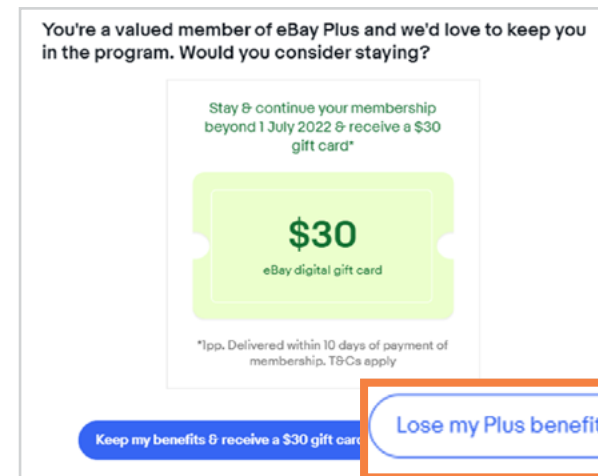 You're a valued member of eBay Plus and we'd love to keep you
in the program. Would you consider staying?
Stay & continue your membership
beyond 1 July 2022 & receive a $30
gift card*
$30
eBay digital gift card
*1pp. Delivered within 10 days of payment of
membership. T&Cs apply
Keep my benefits & receive a $30 gift card
Lose my Plus benefit